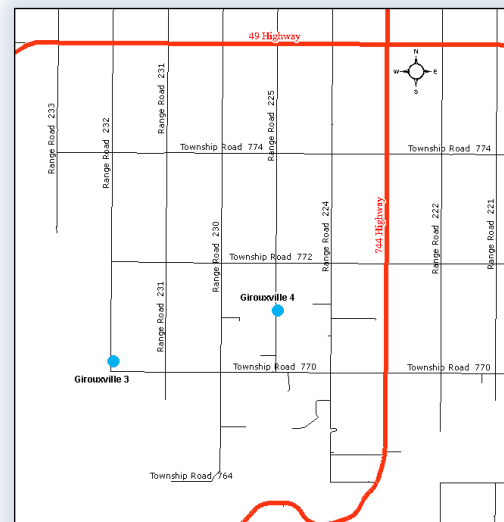 49 Highway
N
W E
S
Range Road 233
Range Road 232
Range Road 231
Range Road 225
Township Road 774
Township Road 774
Range Road 230
Range Road 224
744 Highway
Range Road 222
Range Road 221
Township Road 772
Range Road 231
Girouxville 4
Township Road 770
Township Road 770
Girouxville 3
Township Road 764